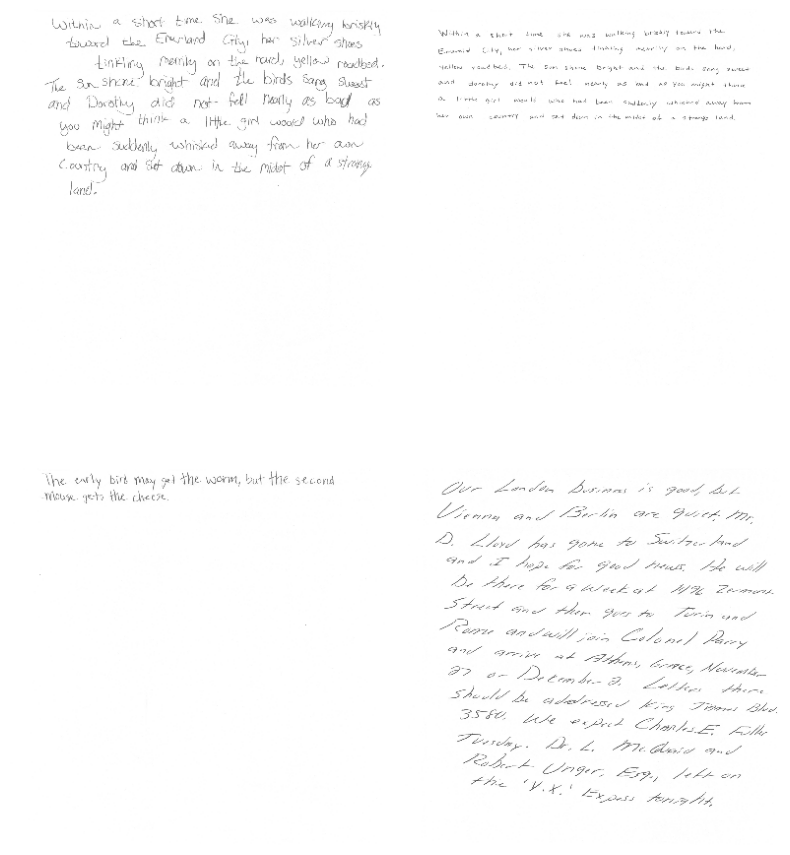 Within a short time she was walking briskly
toward the Emerland City, her silver shoes
tinkling merrily on the hard, yellow roadbed.
The sun shone bright and the birds sang sweet
and Dorothy did not fell nearly as bad as
you might think a little girl would who had
been suddenly whisked away from her own
Country and set down in the midst of a strange
land.
Within a short time she was walking briskly toward the
Emerald City, her silver shoes tinkling merrily on the hard,
yellow roadbed. The sun shone bright and the birds sang sweet
and dorothy did not feel nearly as bad as you might think
a little girl would who had been suddenly whisked away from
her own country and set down in the midst of a strange land.
The early bird may get the worm, but the second
mouse gets the cheese.
Our London business is good, but
Vienna and Berlin are quiet. Mr.
D. Lloyd has gone to Switzerland
and I hope for good news. He will
be there for a week at 1496 Zermott
Street and then goes to Turin and
Rome and will join Colonel Parry
and arrive at Athens, Greece, November
27 or December 2. Letters there
should be addressed King James Blvd.
3580. We expect Charles E. Fuller
Tuesday. Dr. L. McQuaid and
Robert Unger, Esq., left on
the 'Y.X.' Express tonight.